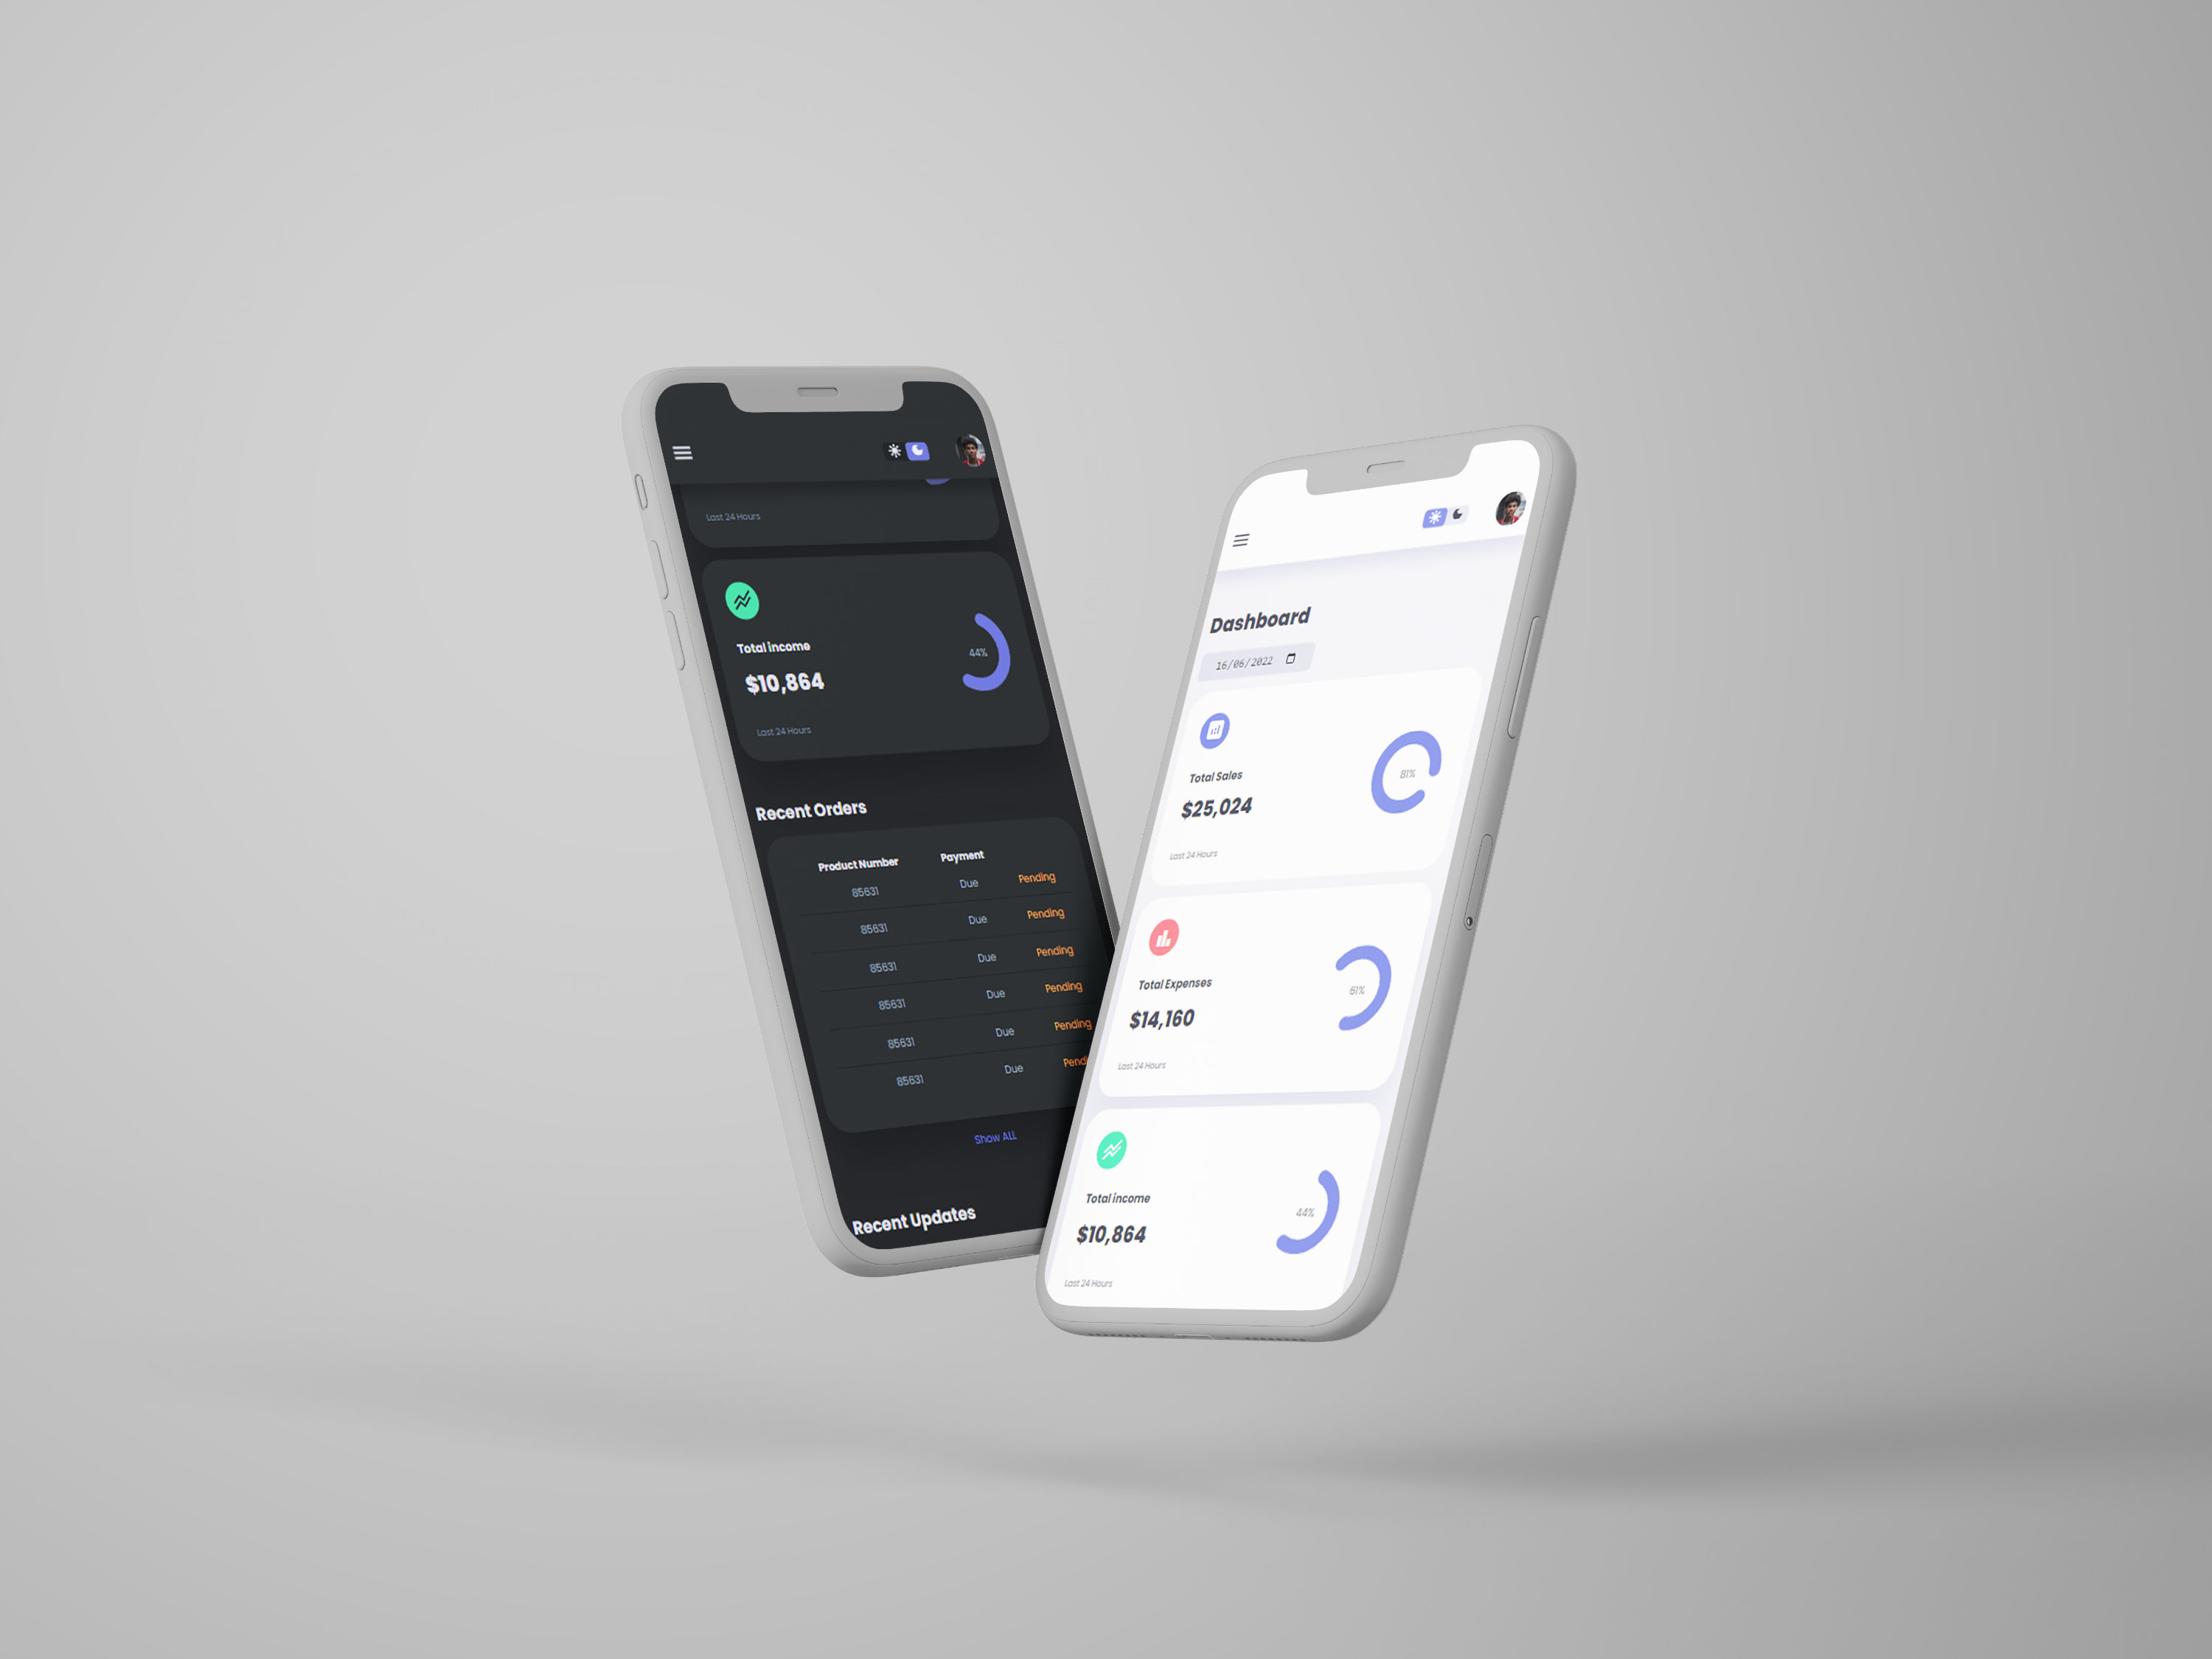 Last 24 Hours
Total income
$10,864
44%
Last 24 Hours
Recent Orders
Product Number Payment
85631 Due Pending
85631 Due Pending
85631 Due Pending
85631 Due Pending
85631 Due Pending
85631 Due Pendi
Show ALL
Recent Updates
Dashboard
16/06/2022
Total Sales
$25,024
81%
Last 24 Hours
Total Expenses
$14,160
61%
Last 24 Hours
Total income
$10,864
44%
Last 24 Hours